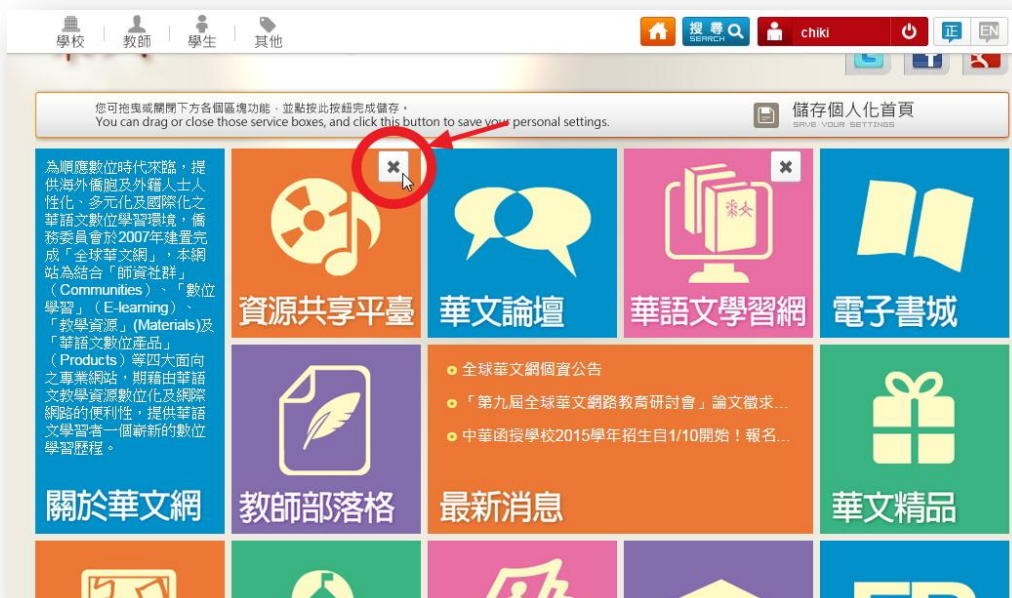 學校
教師
學生
其他
搜尋
SEARCH
chiki
正
EN
您可拖曳或關閉下方各個區塊功能，並點按此按鈕完成儲存。
You can drag or close those service boxes, and click this button to save your personal settings.
儲存個人化首頁
SAVE YOUR SETTINGS
為順應數位時代來臨，提
供海外僑胞及外籍人士人
性化、多元化及國際化之
華語文數位學習環境，僑
務委員會於2007年建置完
成「全球華文網」，本網
站為結合「師資社群」
（Communities）、「數位
學習」（E-learning）、
「教學資源」(Materials)及
「華語文數位產品」
（Products）等四大面向
之專業網站，期藉由華語
文教學資源數位化及網際
網路的便利性，提供華語
文學習者一個嶄新的數位
學習歷程。
關於華文網
資源共享平臺
華文論壇
華語文學習網
電子書城
教師部落格
全球華文網個資公告
「第九屆全球華文網路教育研討會」論文徵求...
中華函授學校2015學年招生自1/10開始！報名...
最新消息
華文精品